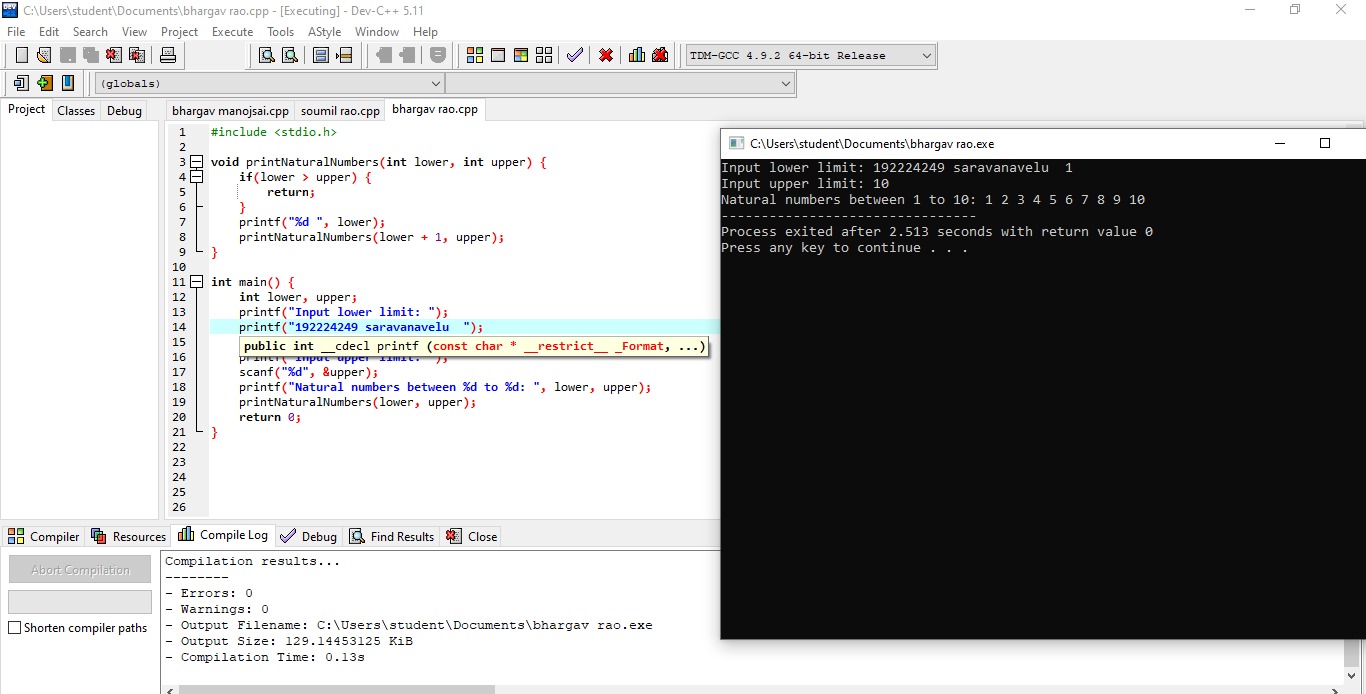 C:\Users\student\Documents\bhargav rao.cpp - [Executing] - Dev-C++ 5.11
File Edit Search View Project Execute Tools AStyle Window Help
TDM-GCC 4.9.2 64-bit Release
(globals)
Project Classes Debug
bhargav manojsai.cpp soumil rao.cpp bhargav rao.cpp
1 #include <stdio.h>
2
3 void printNaturalNumbers(int lower, int upper) {
4 if(lower > upper) {
5 return;
6 }
7 printf("%d ", lower);
8 printNaturalNumbers(lower + 1, upper);
9 }
10
11 int main() {
12 int lower, upper;
13 printf("Input lower limit: ");
14 printf("192224249 saravanavelu  ");
15
public int __cdecl printf (const char * __restrict__ _Format, ...)
16 printf("Input upper limit: ");
17 scanf("%d", &upper);
18 printf("Natural numbers between %d to %d: ", lower, upper);
19 printNaturalNumbers(lower, upper);
20 return 0;
21 }
22
23
24
25
26
C:\Users\student\Documents\bhargav rao.exe
Input lower limit: 192224249 saravanavelu  1
Input upper limit: 10
Natural numbers between 1 to 10: 1 2 3 4 5 6 7 8 9 10
--------------------------------
Process exited after 2.513 seconds with return value 0
Press any key to continue . . .
Compiler Resources Compile Log Debug Find Results Close
Abort Compilation
Shorten compiler paths
Compilation results...
--------
- Errors: 0
- Warnings: 0
- Output Filename: C:\Users\student\Documents\bhargav rao.exe
- Output Size: 129.14453125 KiB
- Compilation Time: 0.13s